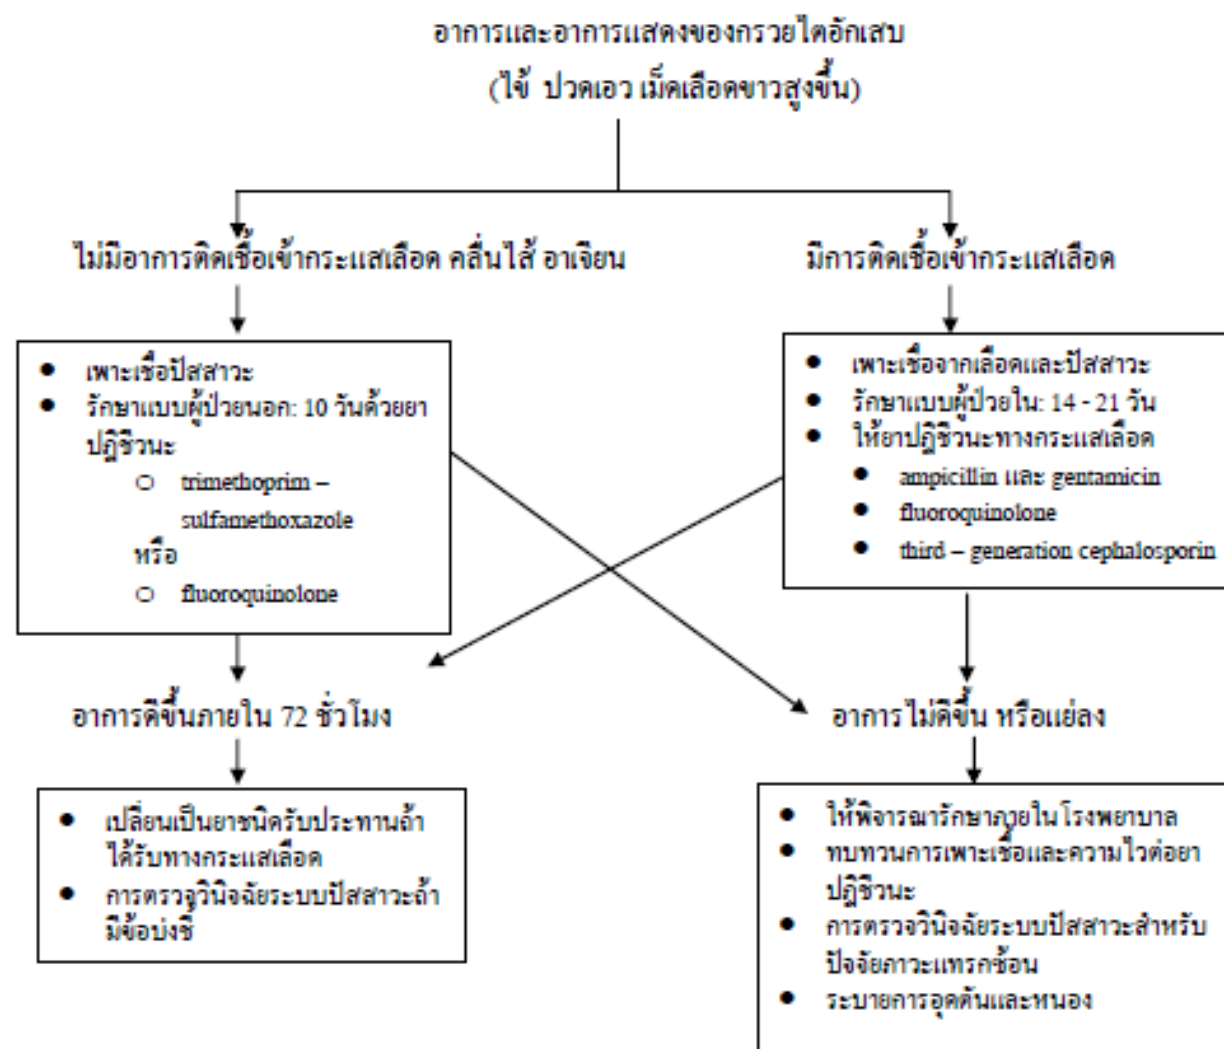 อาการและอาการแสดงของกรวยไตอักเสบ
(ไข้ ปวดเอว เม็ดเลือดขาวสูงขึ้น)
ไม่มีอาการติดเชื้อเข้ากระแสเลือด คลื่นไส้ อาเจียน
มีการติดเชื้อเข้ากระแสเลือด
● เพาะเชื้อปัสสาวะ
● รักษาแบบผู้ป่วยนอก: 10 วันด้วยยา
ปฏิชีวนะ
○ trimethoprim –
sulfamethoxazole
หรือ
○ fluoroquinolone
● เพาะเชื้อจากเลือดและปัสสาวะ
● รักษาแบบผู้ป่วยใน: 14 - 21 วัน
● ให้ยาปฏิชีวนะทางกระแสเลือด
● ampicillin และ gentamicin
● fluoroquinolone
● third – generation cephalosporin
อาการดีขึ้นภายใน 72 ชั่วโมง
อาการไม่ดีขึ้น หรือแย่ลง
● เปลี่ยนเป็นยาชนิดรับประทานถ้า
ได้รับทางกระแสเลือด
● การตรวจวินิจฉัยระบบปัสสาวะถ้า
มีข้อบ่งชี้
● ให้พิจารณารักษาภายในโรงพยาบาล
● ทบทวนการเพาะเชื้อและความไวต่อยา
ปฏิชีวนะ
● การตรวจวินิจฉัยระบบปัสสาวะสำหรับ
ปัจจัยภาวะแทรกซ้อน
● ระบายการอุดตันและหนอง